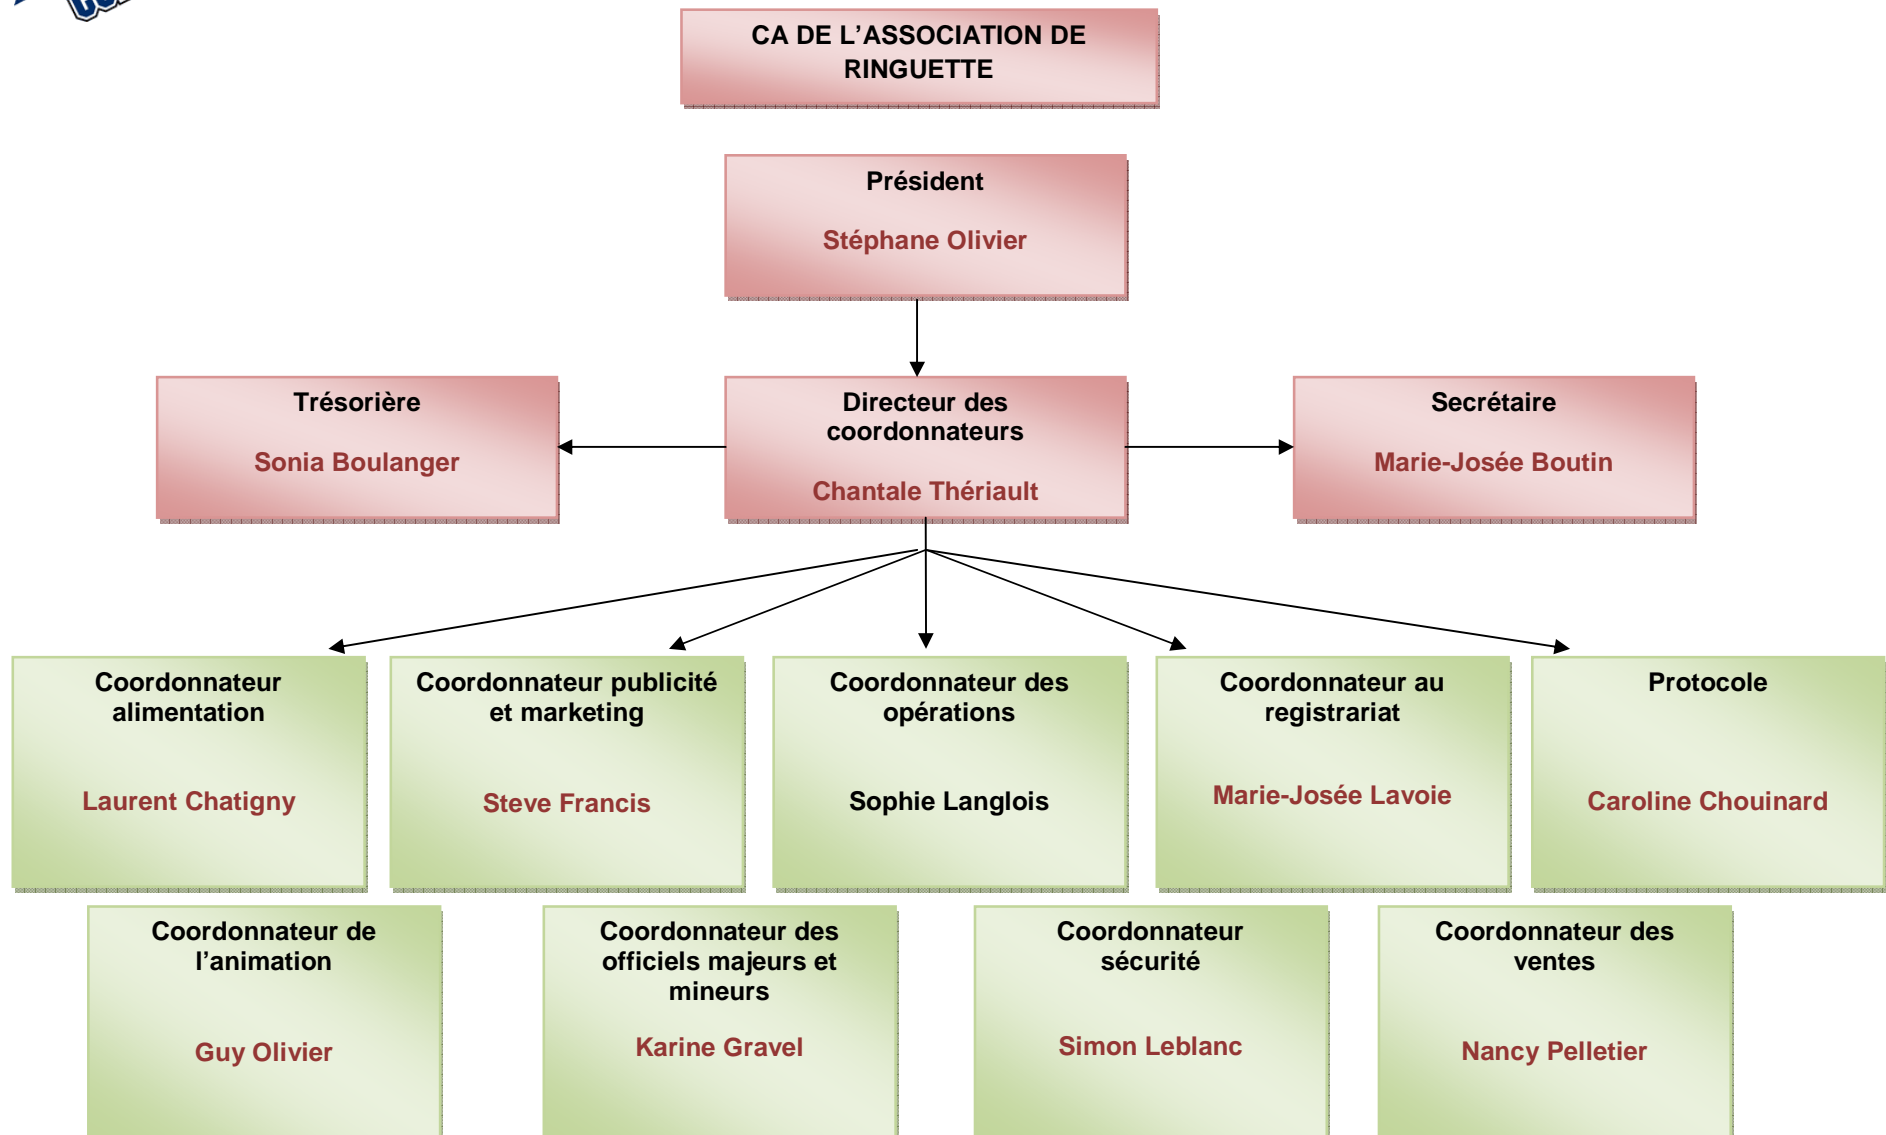 CA DE L’ASSOCIATION DE
RINGUETTE
Président
Stéphane Olivier
Trésorière
Sonia Boulanger
Directeur des
coordonnateurs
Chantale Thériault
Secrétaire
Marie-Josée Boutin
Coordonnateur
alimentation
Laurent Chatigny
Coordonnateur publicité
et marketing
Steve Francis
Coordonnateur des
opérations
Sophie Langlois
Coordonnateur au
registrariat
Marie-Josée Lavoie
Protocole
Caroline Chouinard
Coordonnateur de
l’animation
Guy Olivier
Coordonnateur des
officiels majeurs et
mineurs
Karine Gravel
Coordonnateur
sécurité
Simon Leblanc
Coordonnateur des
ventes
Nancy Pelletier